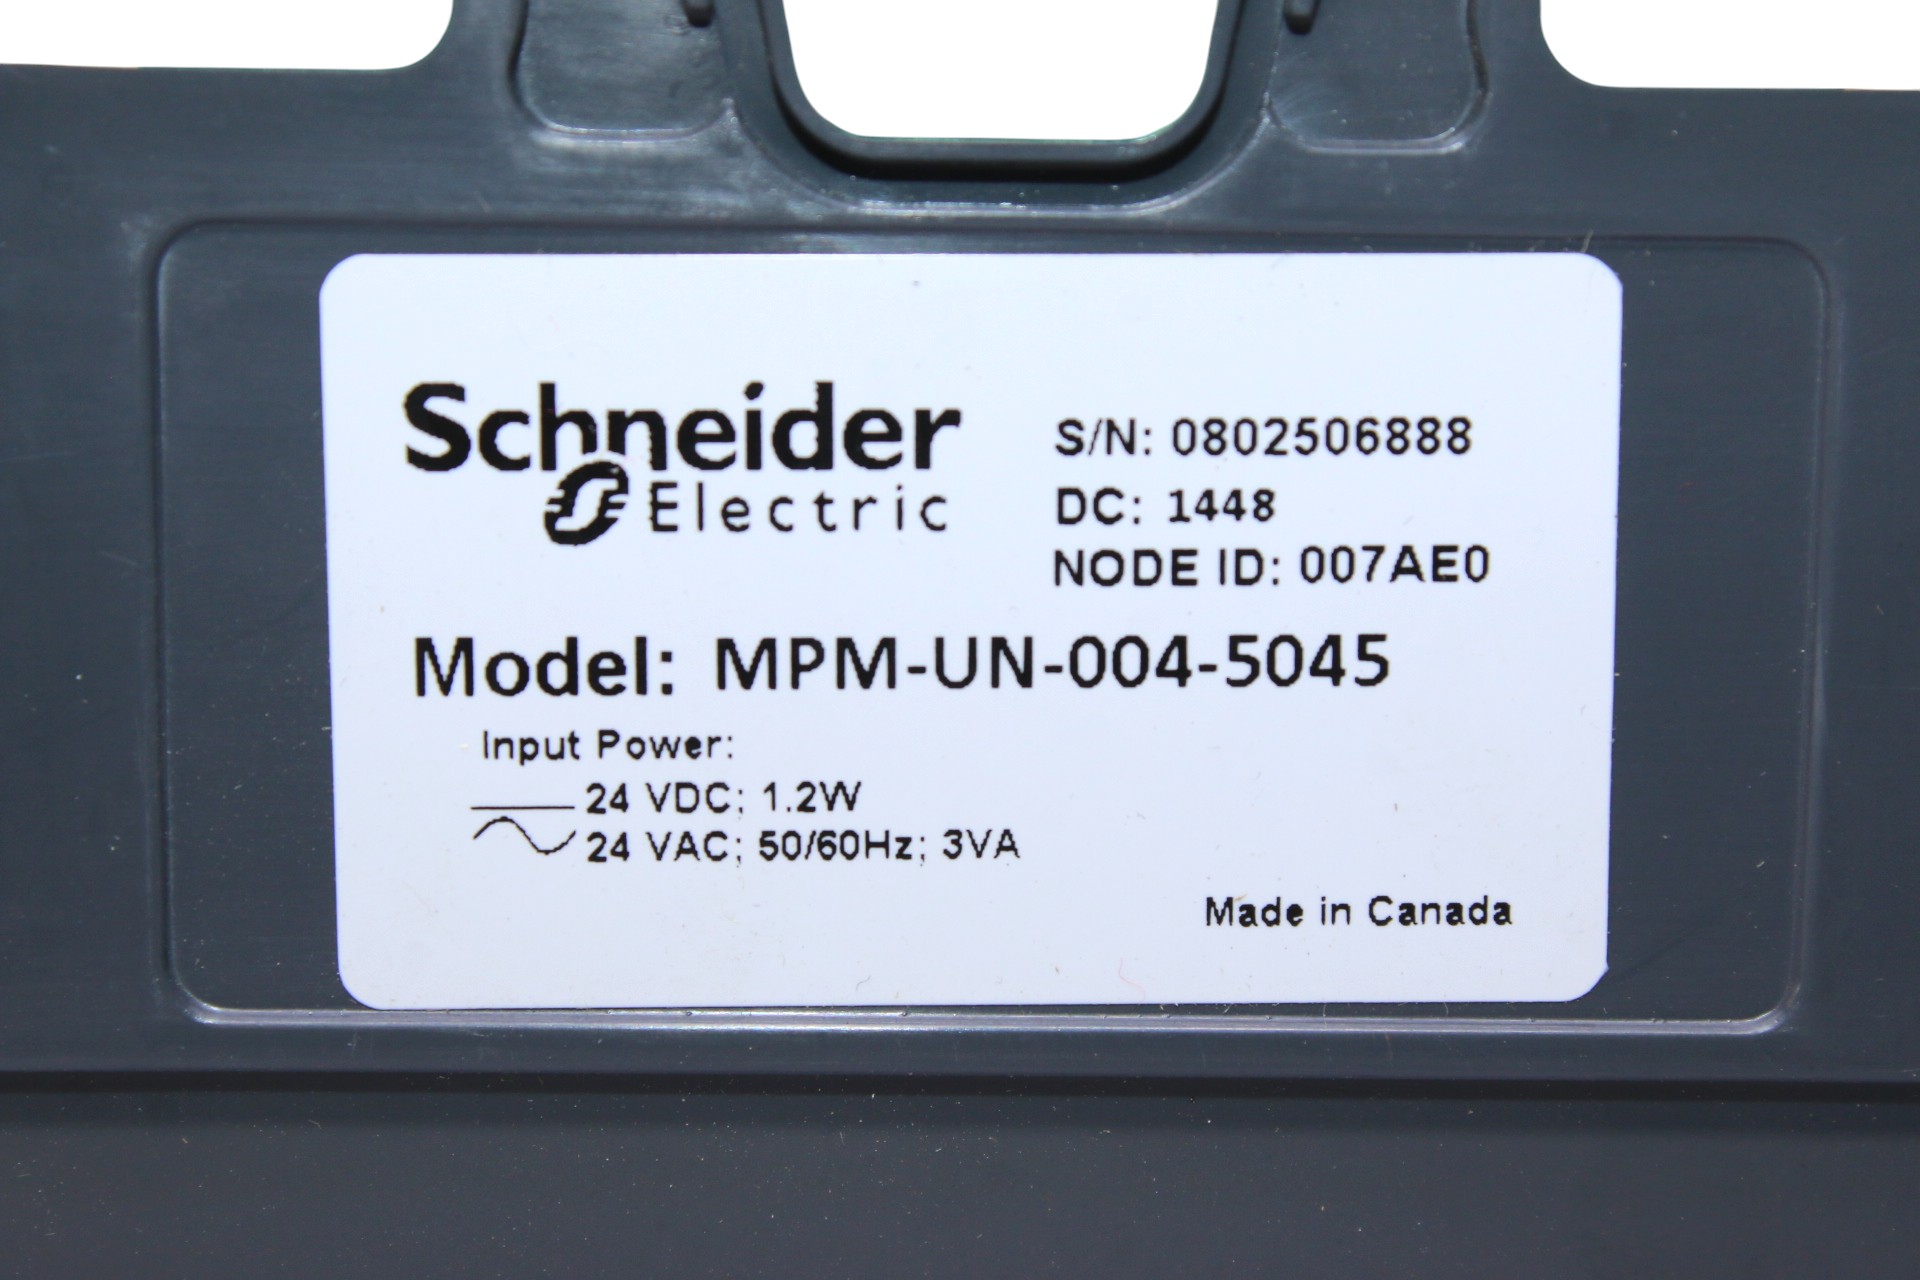 Schneider
Electric
S/N: 0802506888
DC: 1448
NODE ID: 007AE0
Model: MPM-UN-004-5045
Input Power:
24 VDC; 1.2W
24 VAC; 50/60Hz; 3VA
Made in Canada